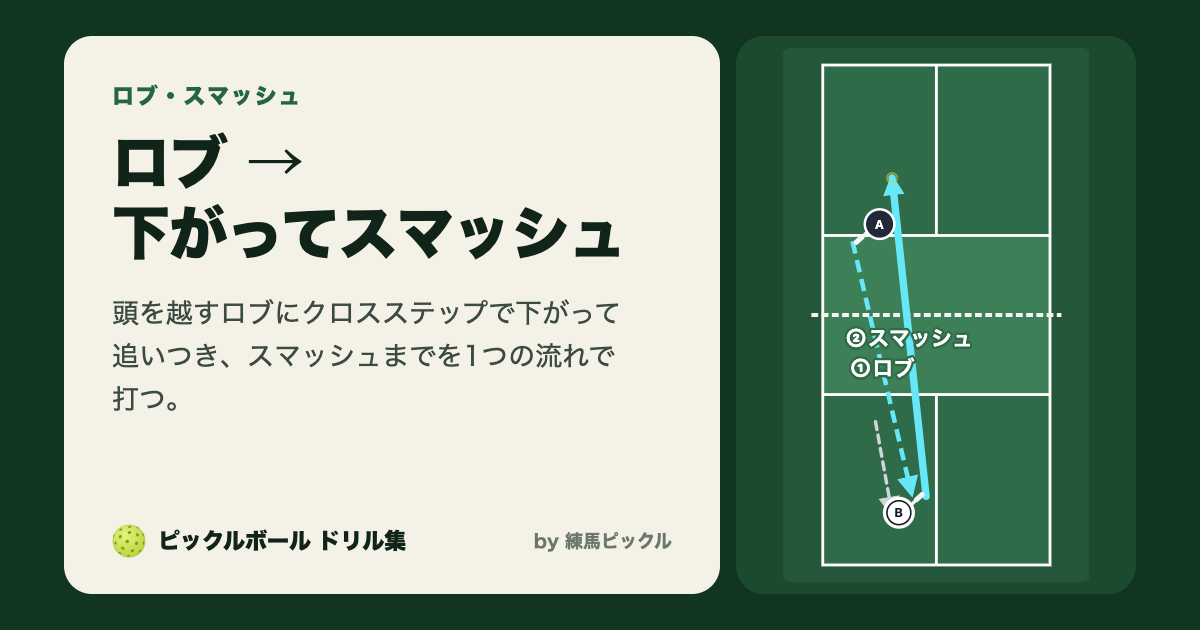 ロブ・スマッシュ
ロブ →
下がってスマッシュ
頭を越すロブにクロスステップで下がって
追いつき、スマッシュまでを1つの流れで
打つ。
ピックルボール ドリル集
by 練馬ピックル
A
②スマッシュ
①ロブ
B